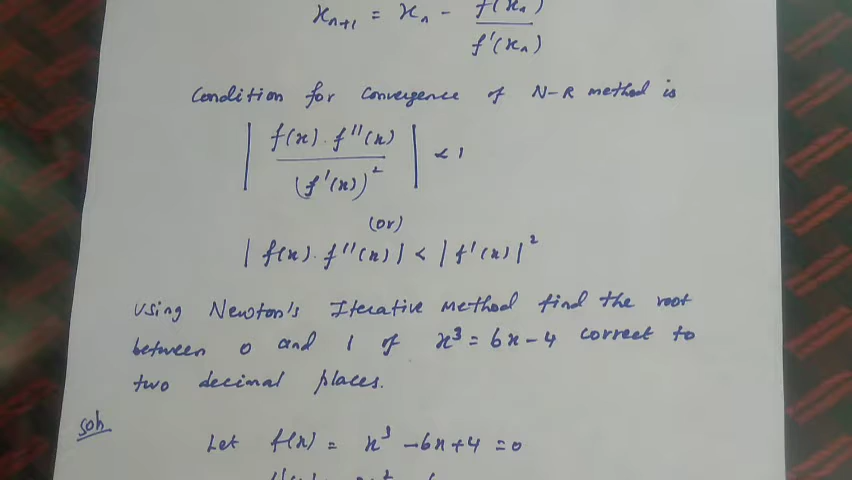 x_{n+1} = x_n - f(x_n)
f'(x_n)
Condition for convergence of N-R method is
| f(x) . f''(x) / (f'(x))^2 | < 1
(or)
| f(x) . f''(x) | < | f'(x) |^2
Using Newton's Iterative Method find the root
between 0 and 1 of x^3 = 6x - 4 correct to
two decimal places.
Soln.
Let f(x) = x^3 - 6x + 4 = 0